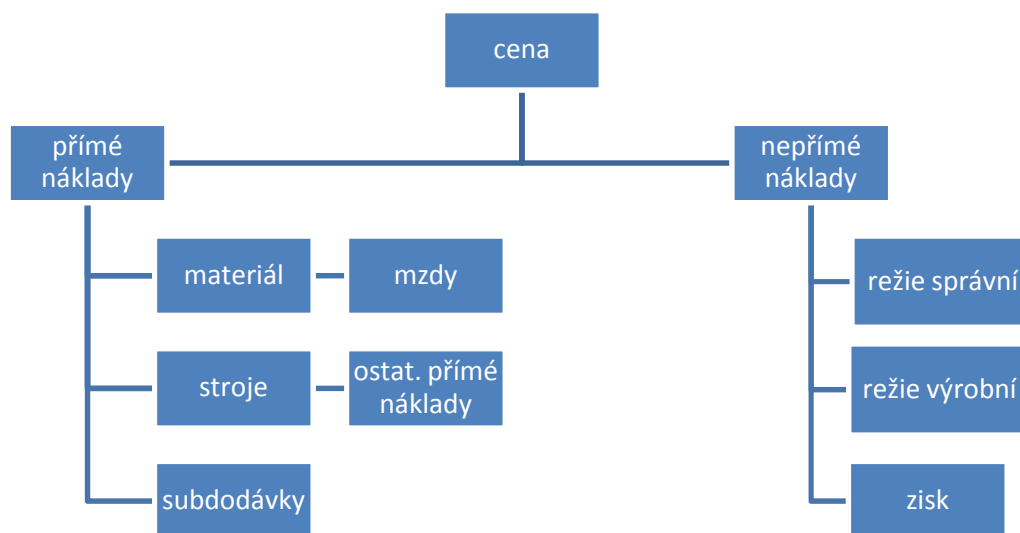 cena
přímé
náklady
nepřímé
náklady
materiál
mzdy
režie správní
stroje
ostat. přímé
náklady
režie výrobní
subdodávky
zisk